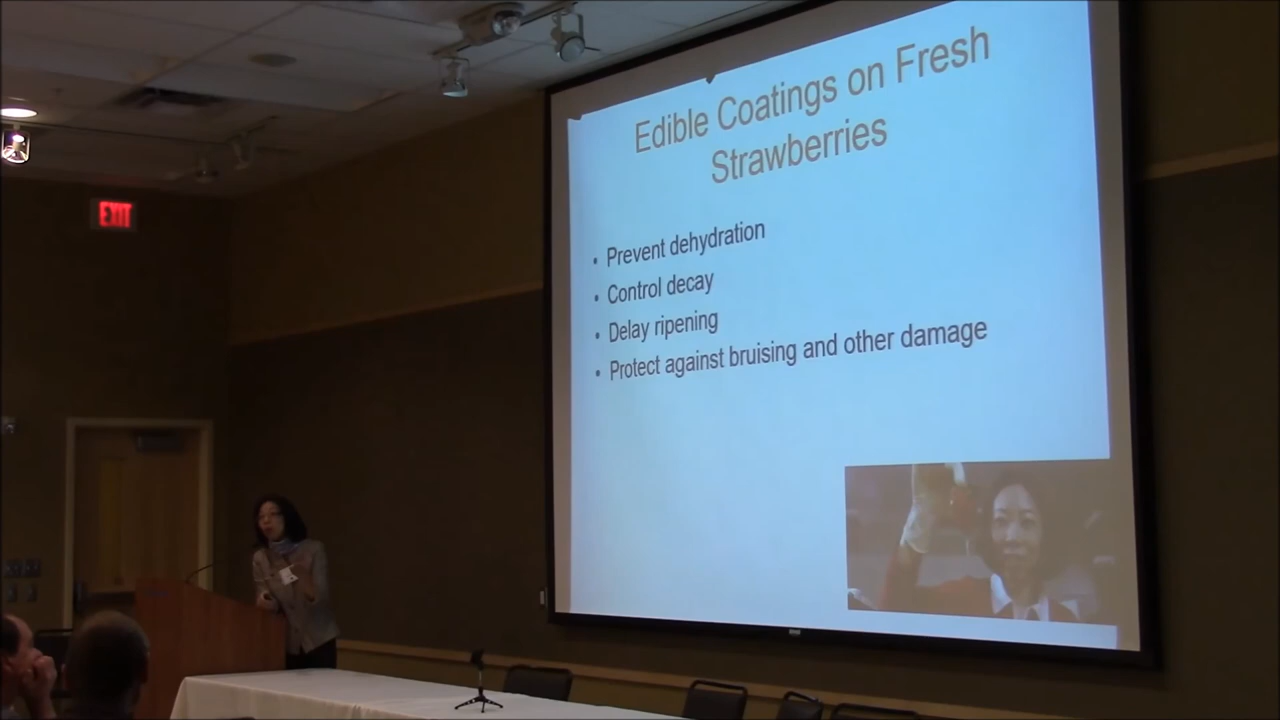 EXIT
Edible Coatings on Fresh
Strawberries
• Prevent dehydration
• Control decay
• Delay ripening
• Protect against bruising and other damage